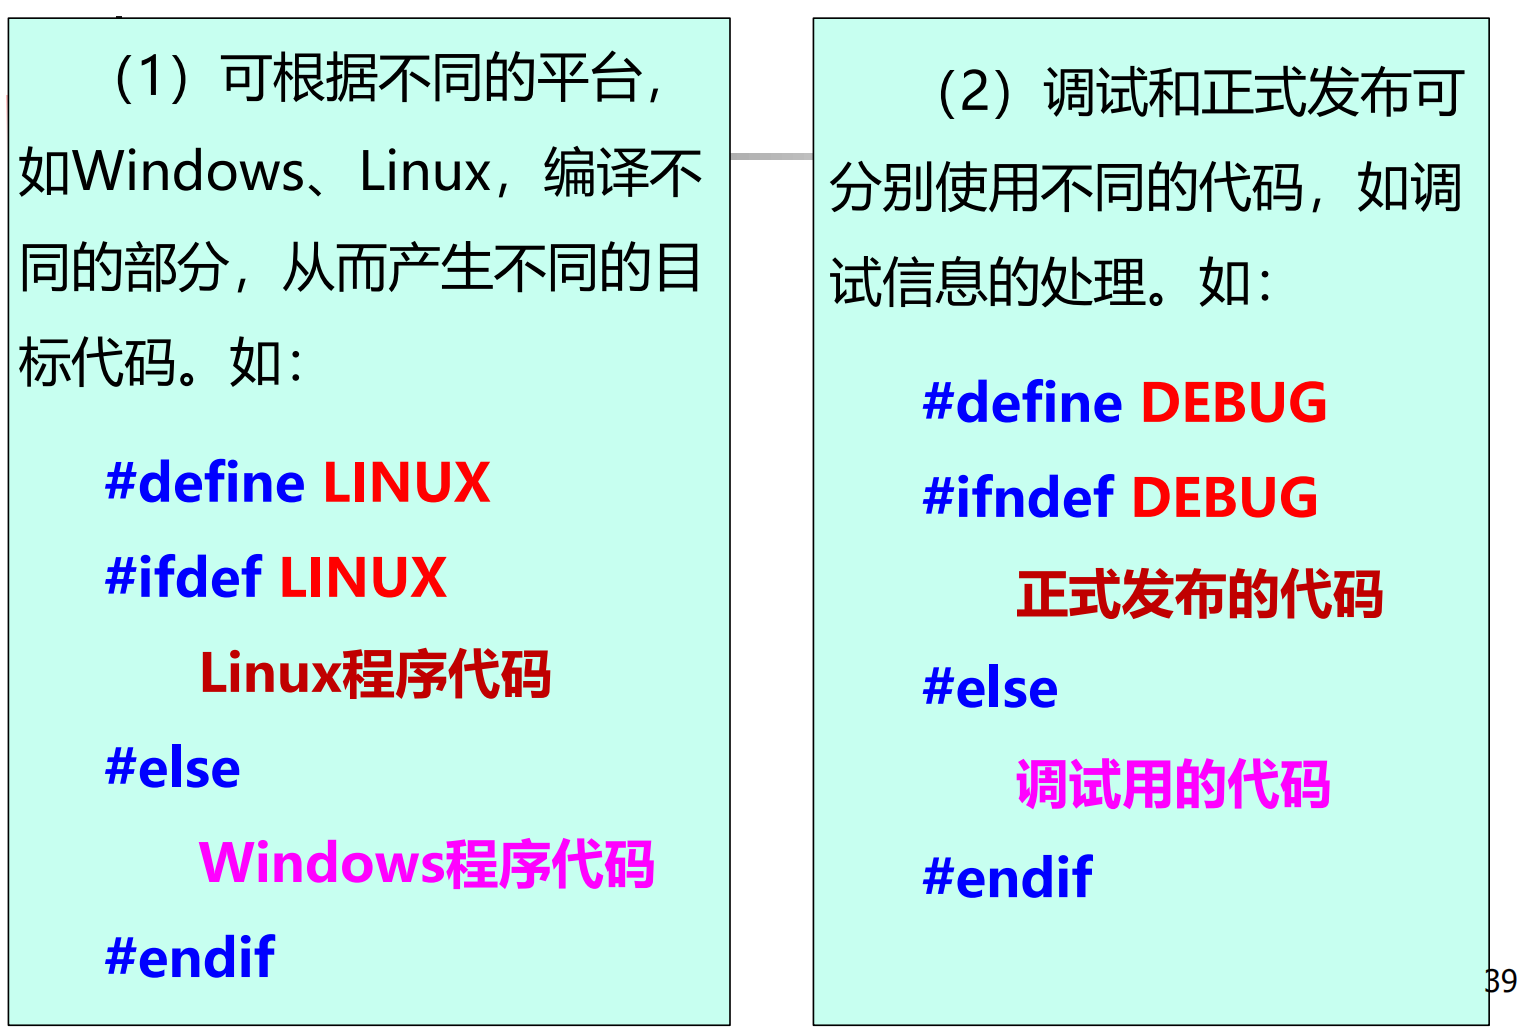 （1）可根据不同的平台，
如Windows、Linux，编译不
同的部分，从而产生不同的目
标代码。如：
#define LINUX
#ifdef LINUX
Linux程序代码
#else
Windows程序代码
#endif
（2）调试和正式发布可
分别使用不同的代码，如调
试信息的处理。如：
#define DEBUG
#ifndef DEBUG
正式发布的代码
#else
调试用的代码
#endif
39